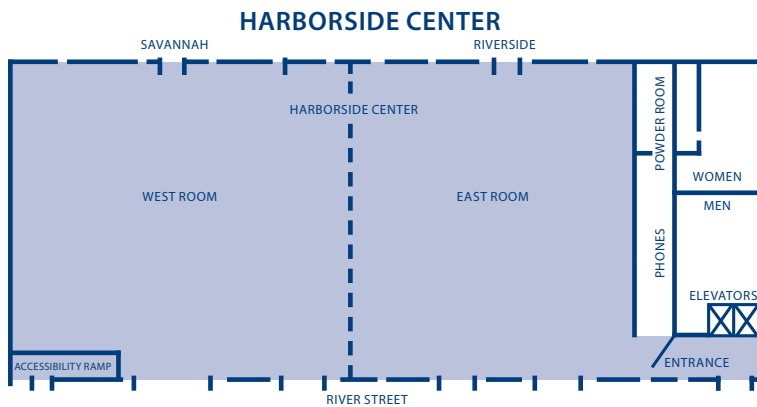 HARBORSIDE CENTER
SAVANNAH
RIVERSIDE
HARBORSIDE CENTER
POWDER ROOM
WEST ROOM
EAST ROOM
WOMEN
MEN
PHONES
ELEVATORS
ACCESSIBILITY RAMP
ENTRANCE
RIVER STREET